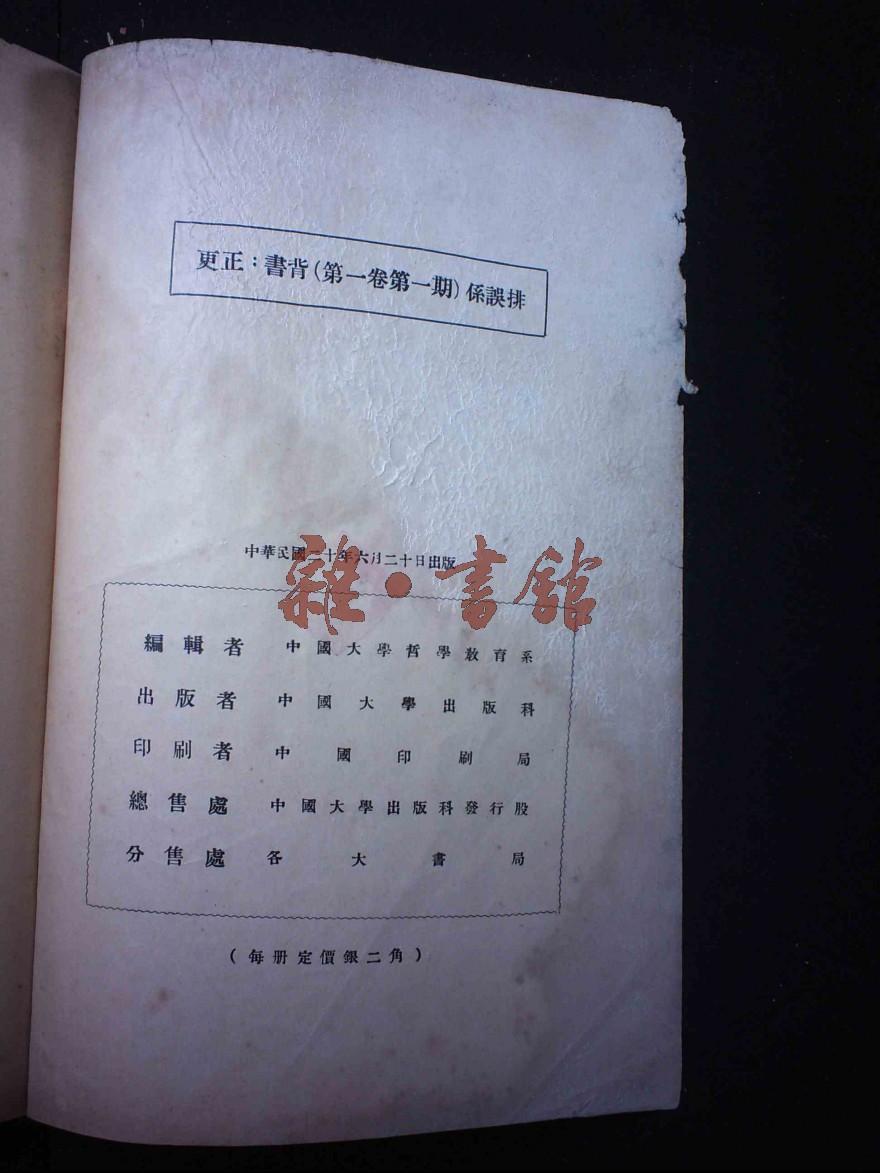 更正：書背（第一卷第一期）係誤排
中華民國二十年六月二十日出版
雜·書館
編輯者 中國大學哲學教育系
出版者 中國大學出版科
印刷者 中國印刷局
總售處 中國大學出版科發行股
分售處 各大書局
（每册定價銀二角）